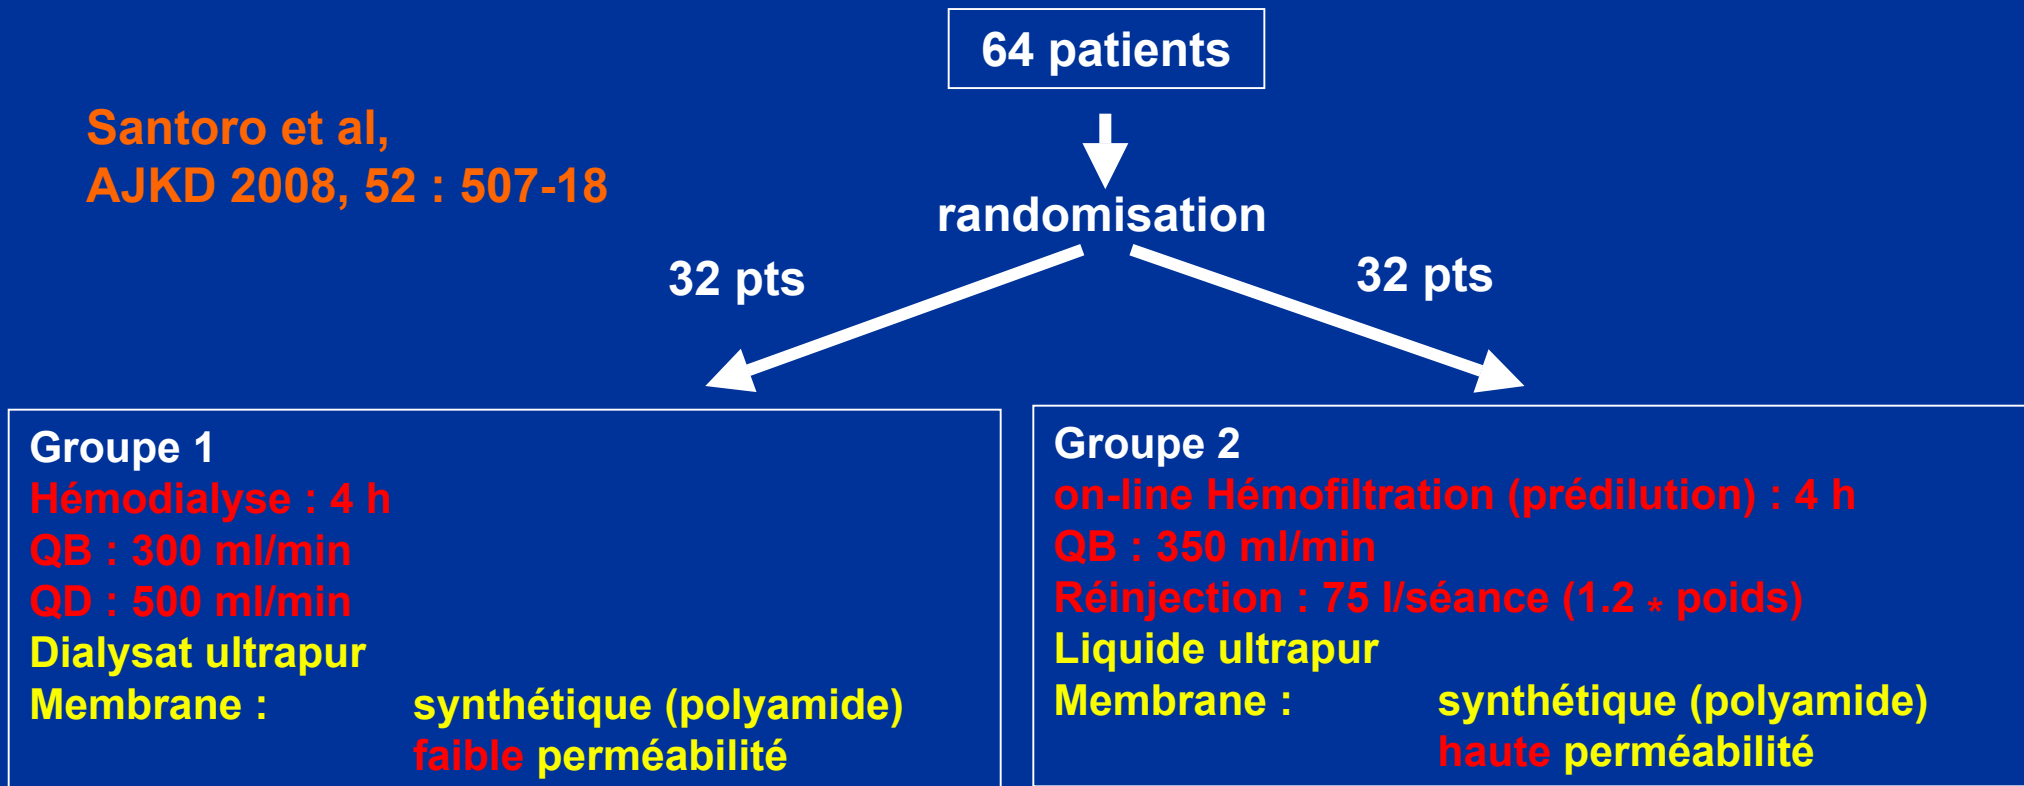 64 patients
Santoro et al,
AJKD 2008, 52 : 507-18
randomisation
32 pts
32 pts
Groupe 1
Hémodialyse : 4 h
QB : 300 ml/min
QD : 500 ml/min
Dialysat ultrapur
Membrane : synthétique (polyamide)
faible perméabilité
Groupe 2
on-line Hémofiltration (prédilution) : 4 h
QB : 350 ml/min
Réinjection : 75 l/séance (1.2 * poids)
Liquide ultrapur
Membrane : synthétique (polyamide)
haute perméabilité